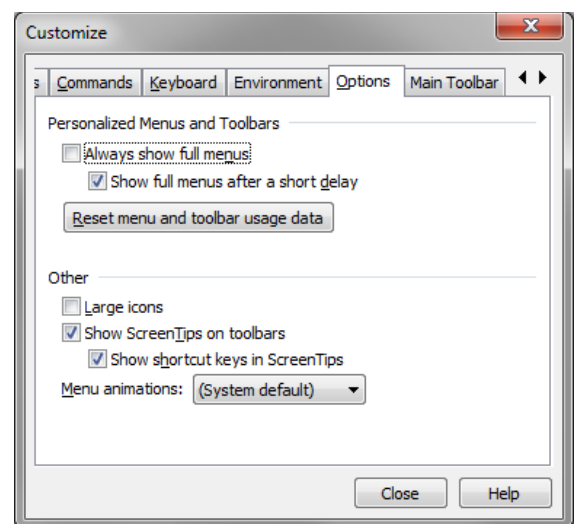 Customize
s Commands Keyboard Environment Options Main Toolbar
Personalized Menus and Toolbars
Always show full menus
Show full menus after a short delay
Reset menu and toolbar usage data
Other
Large icons
Show ScreenTips on toolbars
Show shortcut keys in ScreenTips
Menu animations: (System default)
Close Help